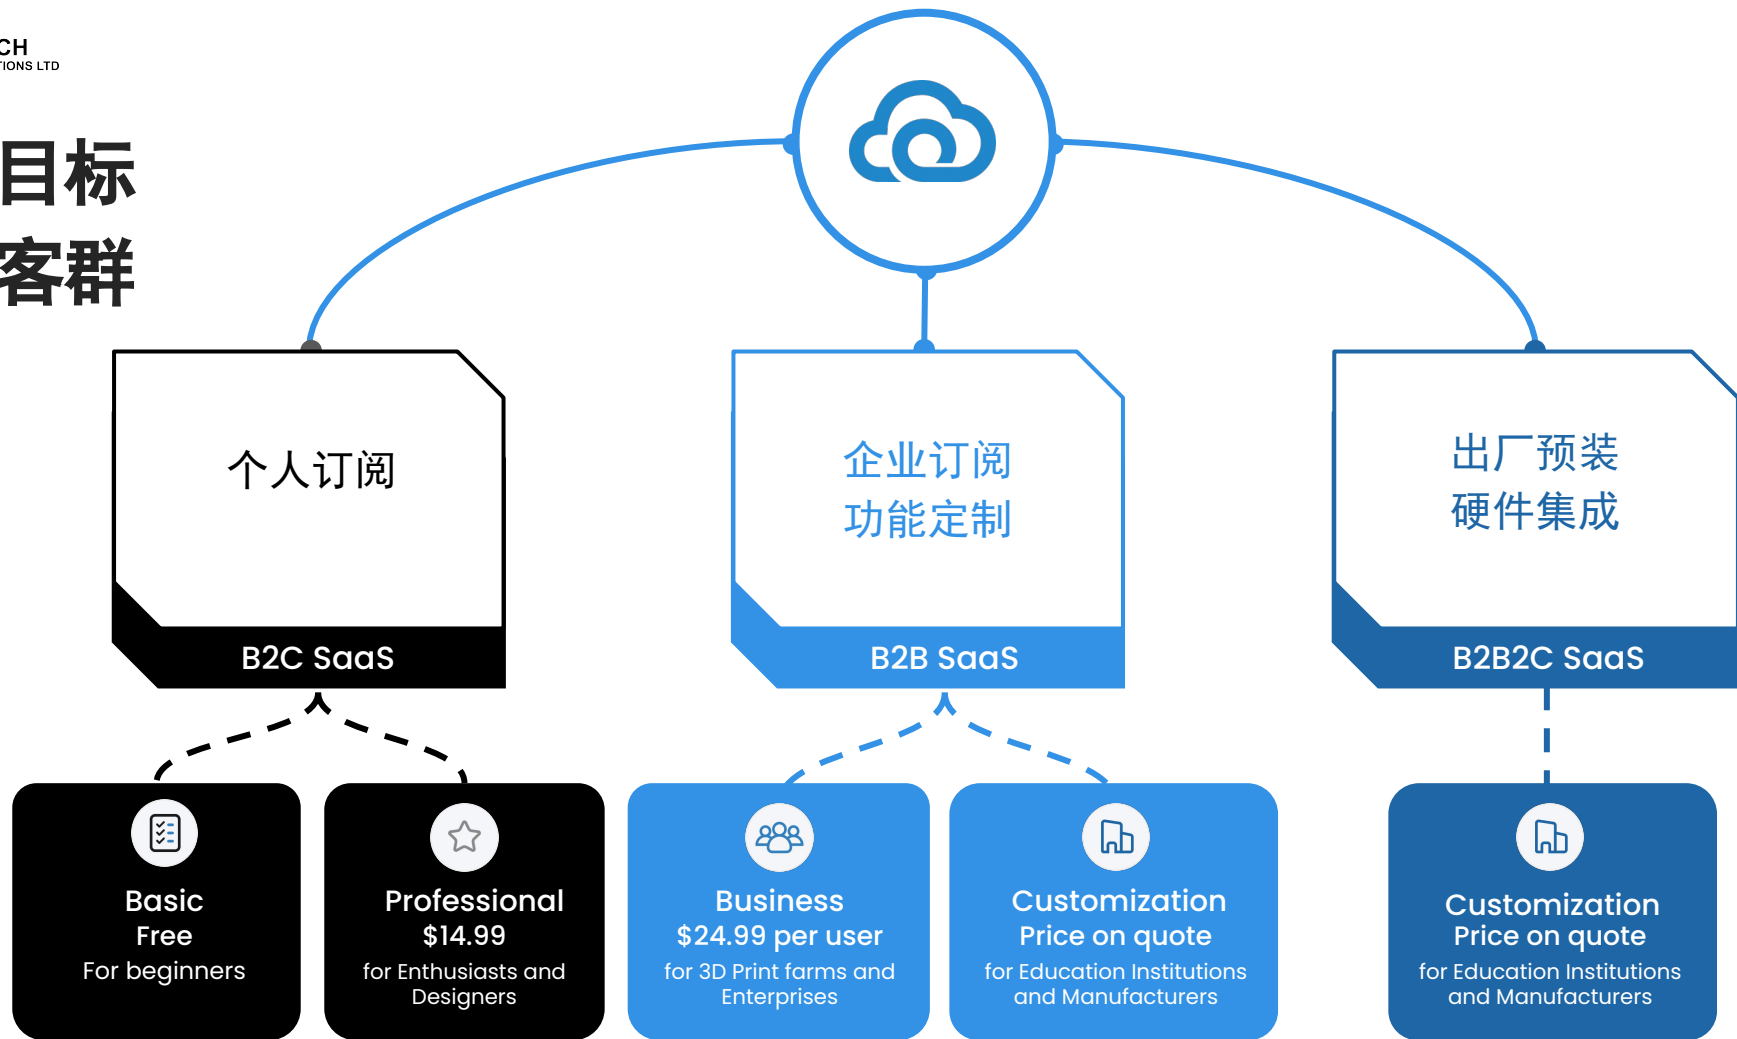 CH
TIONS LTD
目标
客群
个人订阅
B2C SaaS
企业订阅
功能定制
B2B SaaS
出厂预装
硬件集成
B2B2C SaaS
Basic
Free
For beginners
Professional
$14.99
for Enthusiasts and
Designers
Business
$24.99 per user
for 3D Print farms and
Enterprises
Customization
Price on quote
for Education Institutions
and Manufacturers
Customization
Price on quote
for Education Institutions
and Manufacturers